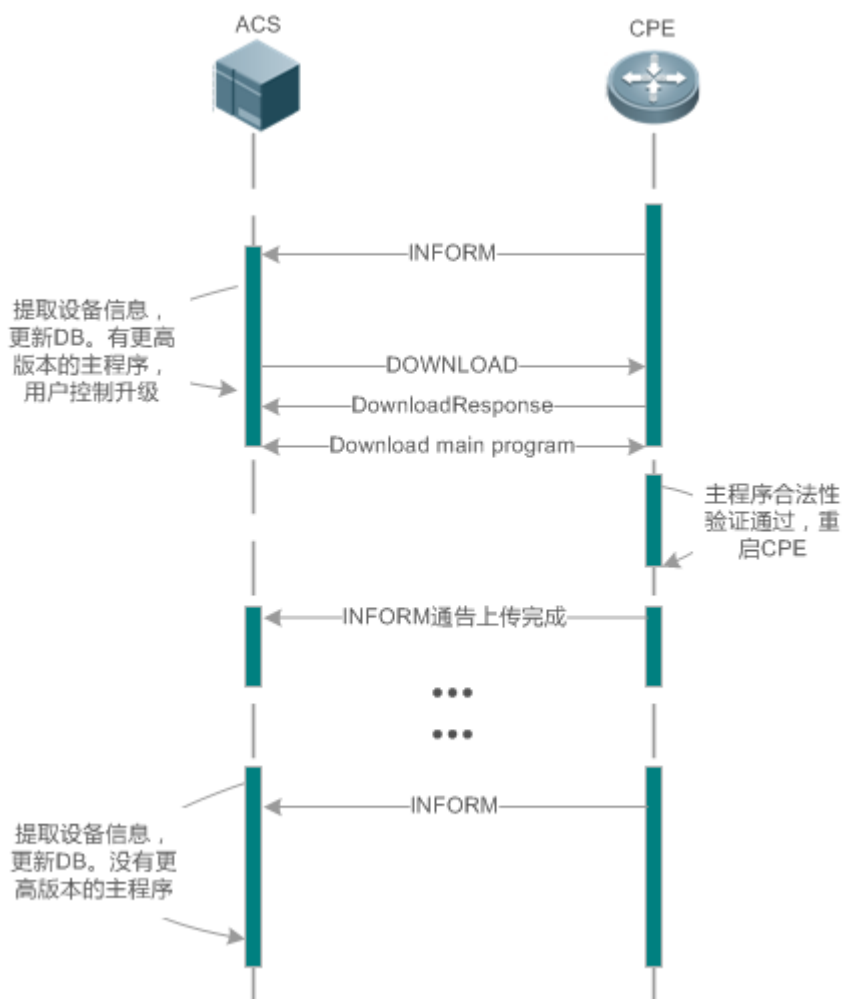 ACS
CPE
INFORM
提取设备信息，
更新DB。有更高
版本的主程序，
用户控制升级
DOWNLOAD
DownloadResponse
Download main program
主程序合法性
验证通过，重
启CPE
INFORM通告上传完成
•••
•••
INFORM
提取设备信息，
更新DB。没有更
高版本的主程序